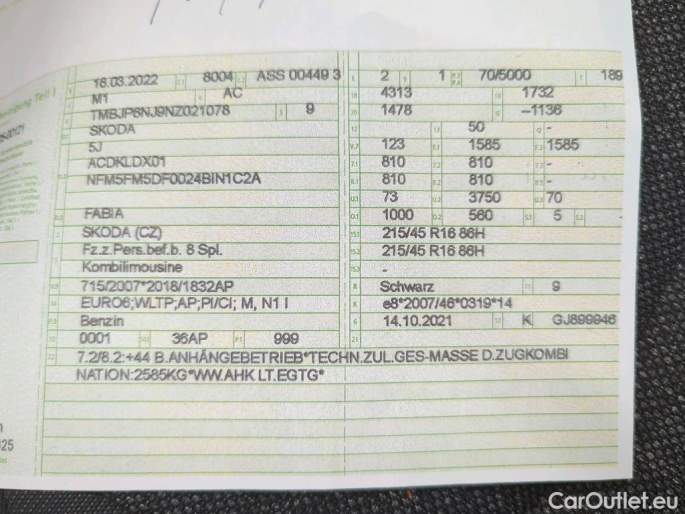 18.03.2022 8004 ASS 00449 3
M1 AC
TMBJP6NJ9NZ021078 9
SKODA
5J
ACDKLDX01
NFM5FM5DF0024BIN1C2A
FABIA
SKODA (CZ)
Fz.z.Pers.bef.b. 8 Spl.
Kombilimousine
715/2007*2018/1832AP
EURO6;WLTP;AP;PI/CI; M, N1 I
Benzin
0001 36AP 999
2 1 70/5000 189
4313 1732
1478 –1136
50 -
123 1585 1585
810 810 -
810 810 -
73 3750 70
1000 560 5 -
215/45 R16 86H
215/45 R16 86H
-
Schwarz 9
e8*2007/46*0319*14
14.10.2021 K GJ899946
7.2/8.2:+44 B.ANHÄNGEBETRIEB*TECHN.ZUL.GES-MASSE D.ZUGKOMBI
NATION:2585KG*WW.AHK LT.EGTG*
CarOutlet.eu